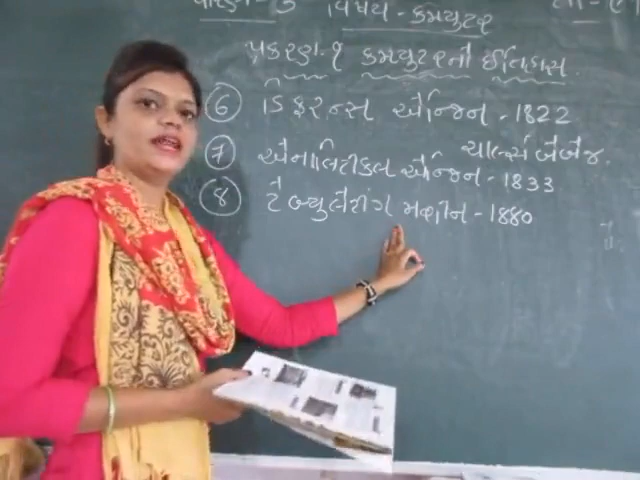 વિષય - કમ્પ્યુટર
પ્રકરણ-૧ કમ્પ્યુટરનો ઈતિહાસ.
૬ ડિફરન્સ એન્જિન - 1822
ચાર્લ્સ બેબેજ.
૭ એનાલિટીકલ એન્જિન - 1833
૮ ટેબ્યુલેટીંગ મશીન - 1880